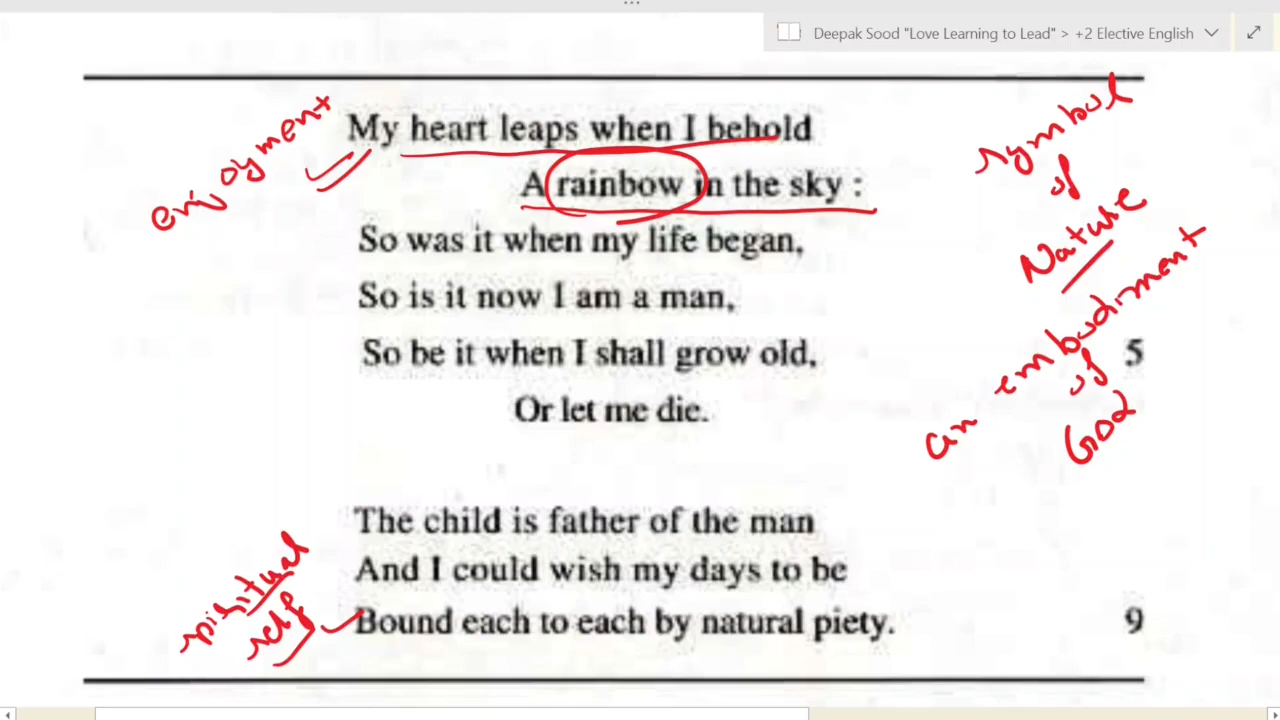 Deepak Sood "Love Learning to Lead" > +2 Elective English
My heart leaps when I behold
A rainbow in the sky :
So was it when my life began,
So is it now I am a man,
So be it when I shall grow old,
5
Or let me die.
The child is father of the man
And I could wish my days to be
Bound each to each by natural piety.
9
enjoyment
symbol
of
Nature
an embodiment
of
God
spiritual
self